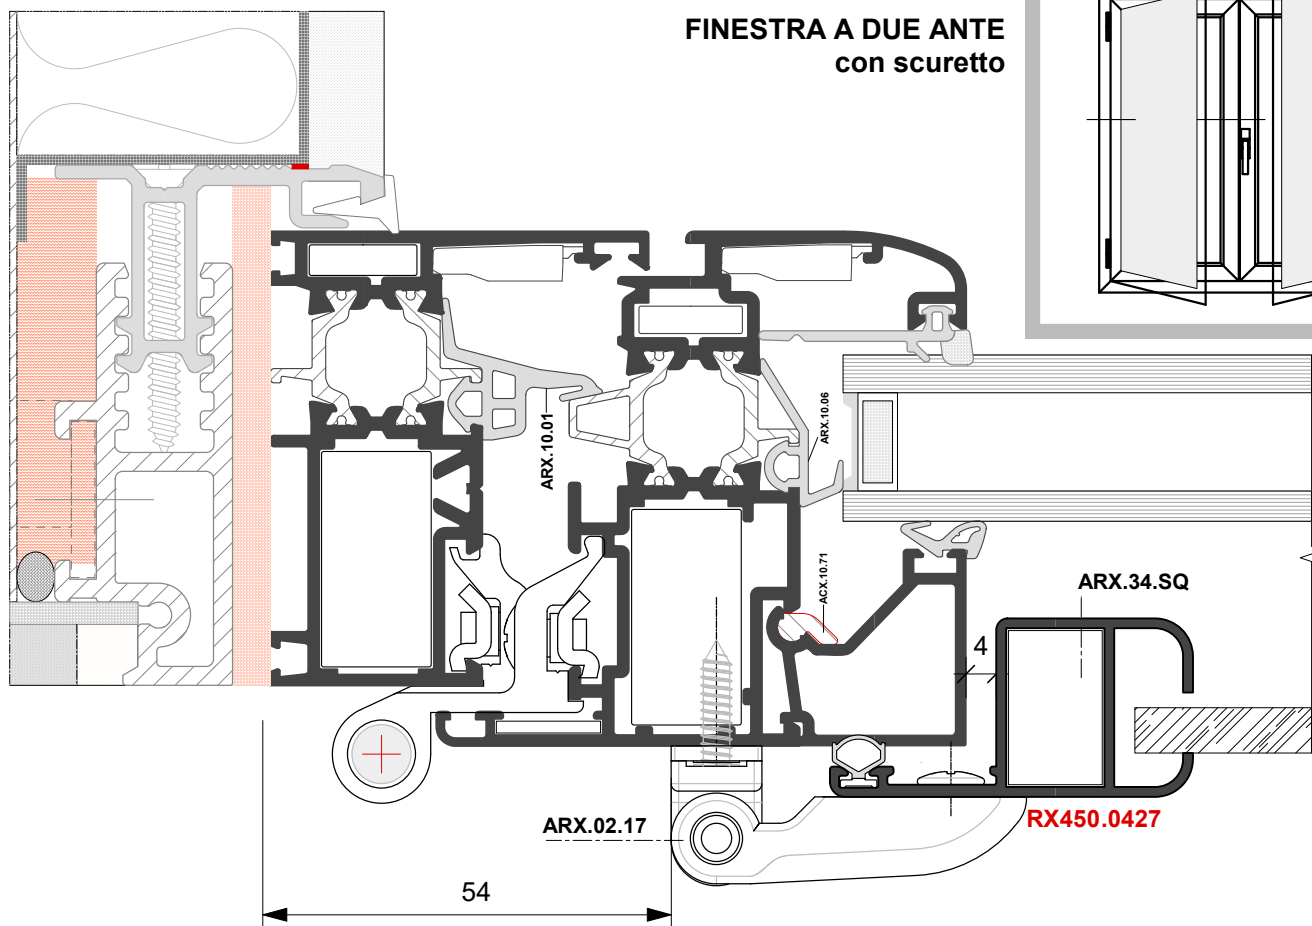 FINESTRA A DUE ANTE
con scuretto
ARX.10.01
ARX.10.06
ACX.10.71
ARX.34.SQ
4
RX450.0427
ARX.02.17
54